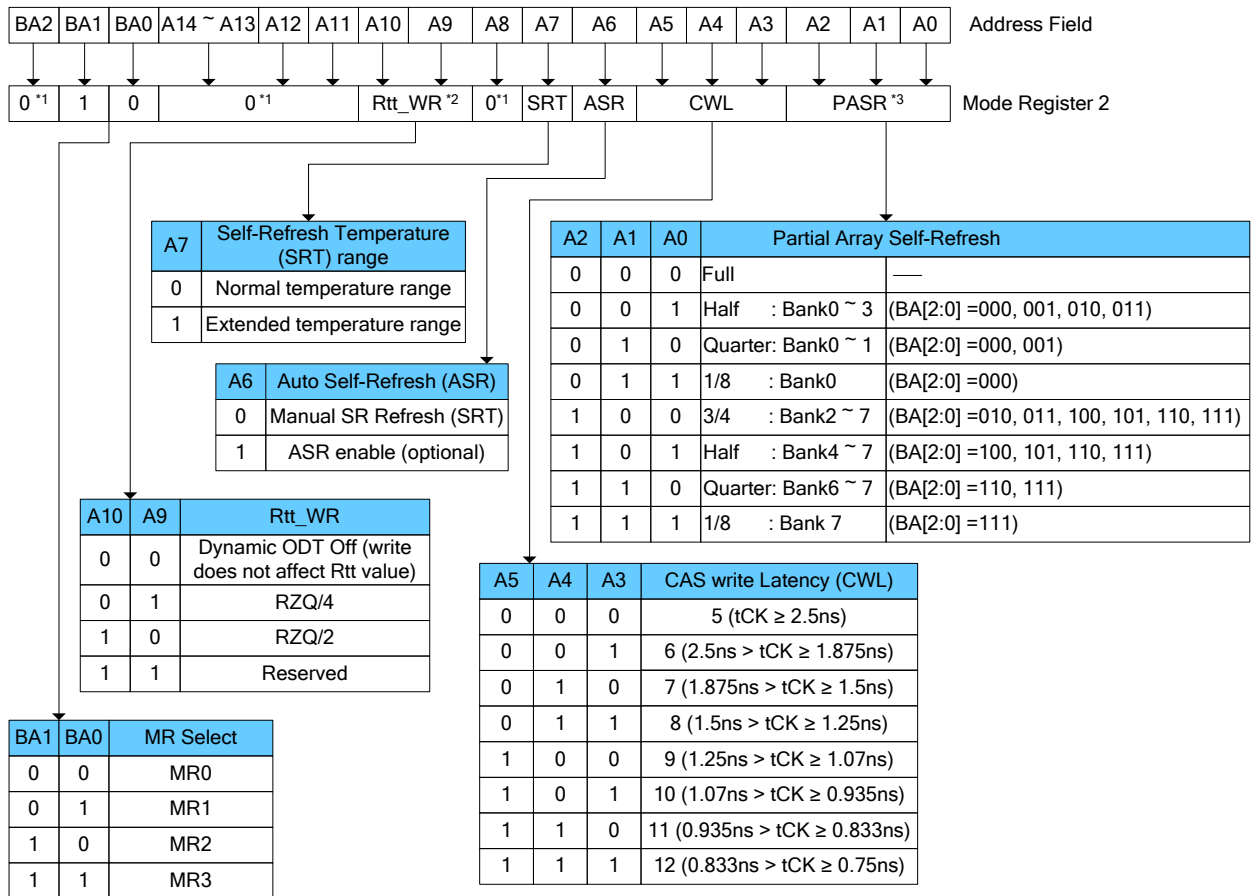 BA2 BA1 BA0 A14 ~ A13 A12 A11 A10 A9 A8 A7 A6 A5 A4 A3 A2 A1 A0 Address Field
0 *1 1 0 0 *1 Rtt_WR *2 0*1 SRT ASR CWL PASR *3 Mode Register 2
A7 Self-Refresh Temperature (SRT) range
0 Normal temperature range
1 Extended temperature range
A6 Auto Self-Refresh (ASR)
0 Manual SR Refresh (SRT)
1 ASR enable (optional)
A10 A9 Rtt_WR
0 0 Dynamic ODT Off (write does not affect Rtt value)
0 1 RZQ/4
1 0 RZQ/2
1 1 Reserved
BA1 BA0 MR Select
0 0 MR0
0 1 MR1
1 0 MR2
1 1 MR3
A2 A1 A0 Partial Array Self-Refresh
0 0 0 Full —
0 0 1 Half : Bank0 ~ 3 (BA[2:0] =000, 001, 010, 011)
0 1 0 Quarter: Bank0 ~ 1 (BA[2:0] =000, 001)
0 1 1 1/8 : Bank0 (BA[2:0] =000)
1 0 0 3/4 : Bank2 ~ 7 (BA[2:0] =010, 011, 100, 101, 110, 111)
1 0 1 Half : Bank4 ~ 7 (BA[2:0] =100, 101, 110, 111)
1 1 0 Quarter: Bank6 ~ 7 (BA[2:0] =110, 111)
1 1 1 1/8 : Bank 7 (BA[2:0] =111)
A5 A4 A3 CAS write Latency (CWL)
0 0 0 5 (tCK ≥ 2.5ns)
0 0 1 6 (2.5ns > tCK ≥ 1.875ns)
0 1 0 7 (1.875ns > tCK ≥ 1.5ns)
0 1 1 8 (1.5ns > tCK ≥ 1.25ns)
1 0 0 9 (1.25ns > tCK ≥ 1.07ns)
1 0 1 10 (1.07ns > tCK ≥ 0.935ns)
1 1 0 11 (0.935ns > tCK ≥ 0.833ns)
1 1 1 12 (0.833ns > tCK ≥ 0.75ns)